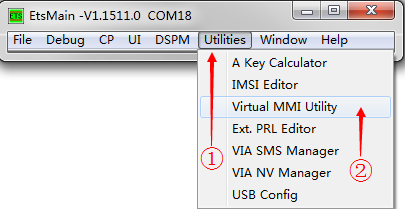 ETS EtsMain -V1.1511.0 COM18
File Debug CP UI DSPM Utilities Window Help
A Key Calculator
IMSI Editor
Virtual MMI Utility
Ext. PRL Editor
① VIA SMS Manager ②
VIA NV Manager
USB Config